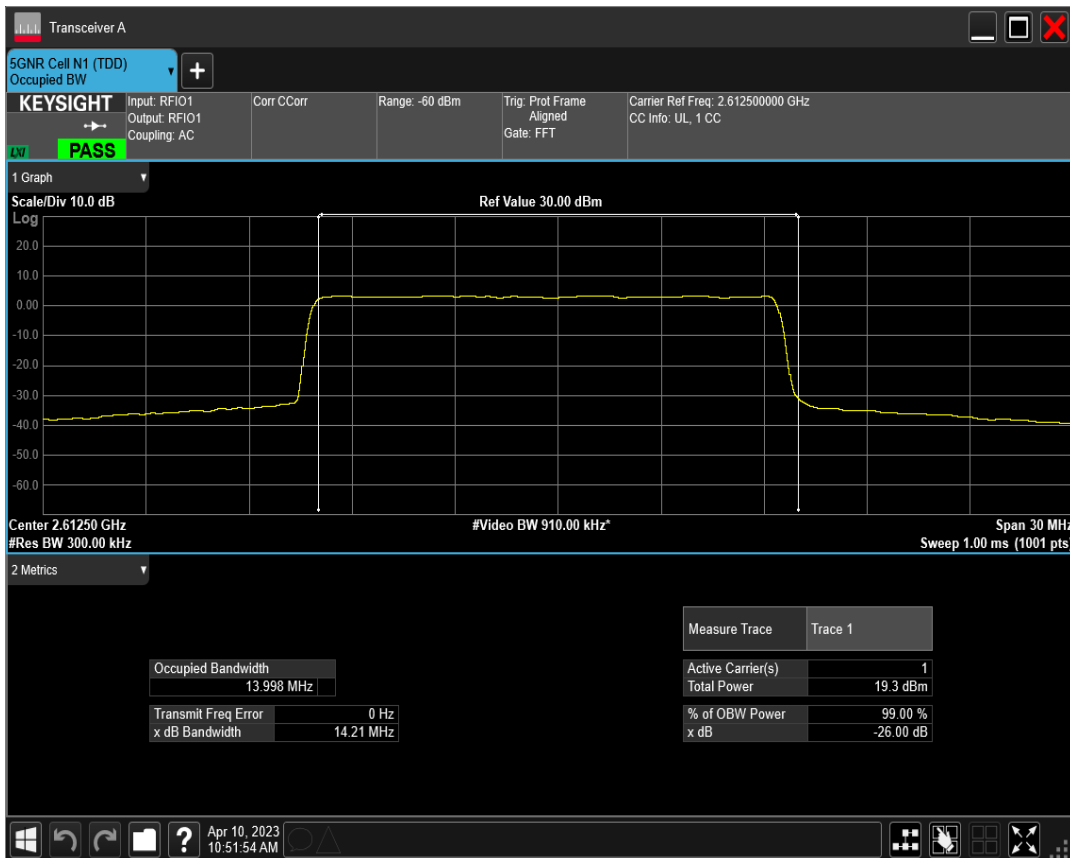 Transceiver A
5GNR Cell N1 (TDD)
Occupied BW
+
KEYSIGHT
LXI
PASS
Input: RFIO1
Output: RFIO1
Coupling: AC
Corr CCorr
Range: -60 dBm
Trig: Prot Frame
Aligned
Gate: FFT
Carrier Ref Freq: 2.612500000 GHz
CC Info: UL, 1 CC
1 Graph
Scale/Div 10.0 dB
Ref Value 30.00 dBm
Log
20.0
10.0
0.00
-10.0
-20.0
-30.0
-40.0
-50.0
-60.0
Center 2.61250 GHz
#Video BW 910.00 kHz*
Span 30 MHz
#Res BW 300.00 kHz
Sweep 1.00 ms (1001 pts)
2 Metrics
Measure Trace Trace 1
Occupied Bandwidth
13.998 MHz
Active Carrier(s) 1
Total Power 19.3 dBm
Transmit Freq Error 0 Hz
x dB Bandwidth 14.21 MHz
% of OBW Power 99.00 %
x dB -26.00 dB
?
Apr 10, 2023
10:51:54 AM